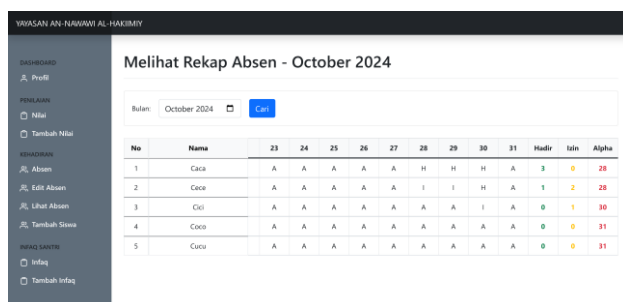 YAYASAN AN-NAWAWI AL-HAKIIMIY
DASHBOARD
Profil
PENILAIAN
Nilai
Tambah Nilai
KEHADIRAN
Absen
Edit Absen
Lihat Absen
Tambah Siswa
INFAQ SANTRI
Infaq
Tambah Infaq
Melihat Rekap Absen - October 2024
Bulan: October 2024 Cari
No Nama 23 24 25 26 27 28 29 30 31 Hadir Izin Alpha
1 Caca A A A A A H H H A 3 0 28
2 Cece A A A A A I I H A 1 2 28
3 Cici A A A A A A A I A 0 1 30
4 Coco A A A A A A A A A 0 0 31
5 Cucu A A A A A A A A A 0 0 31